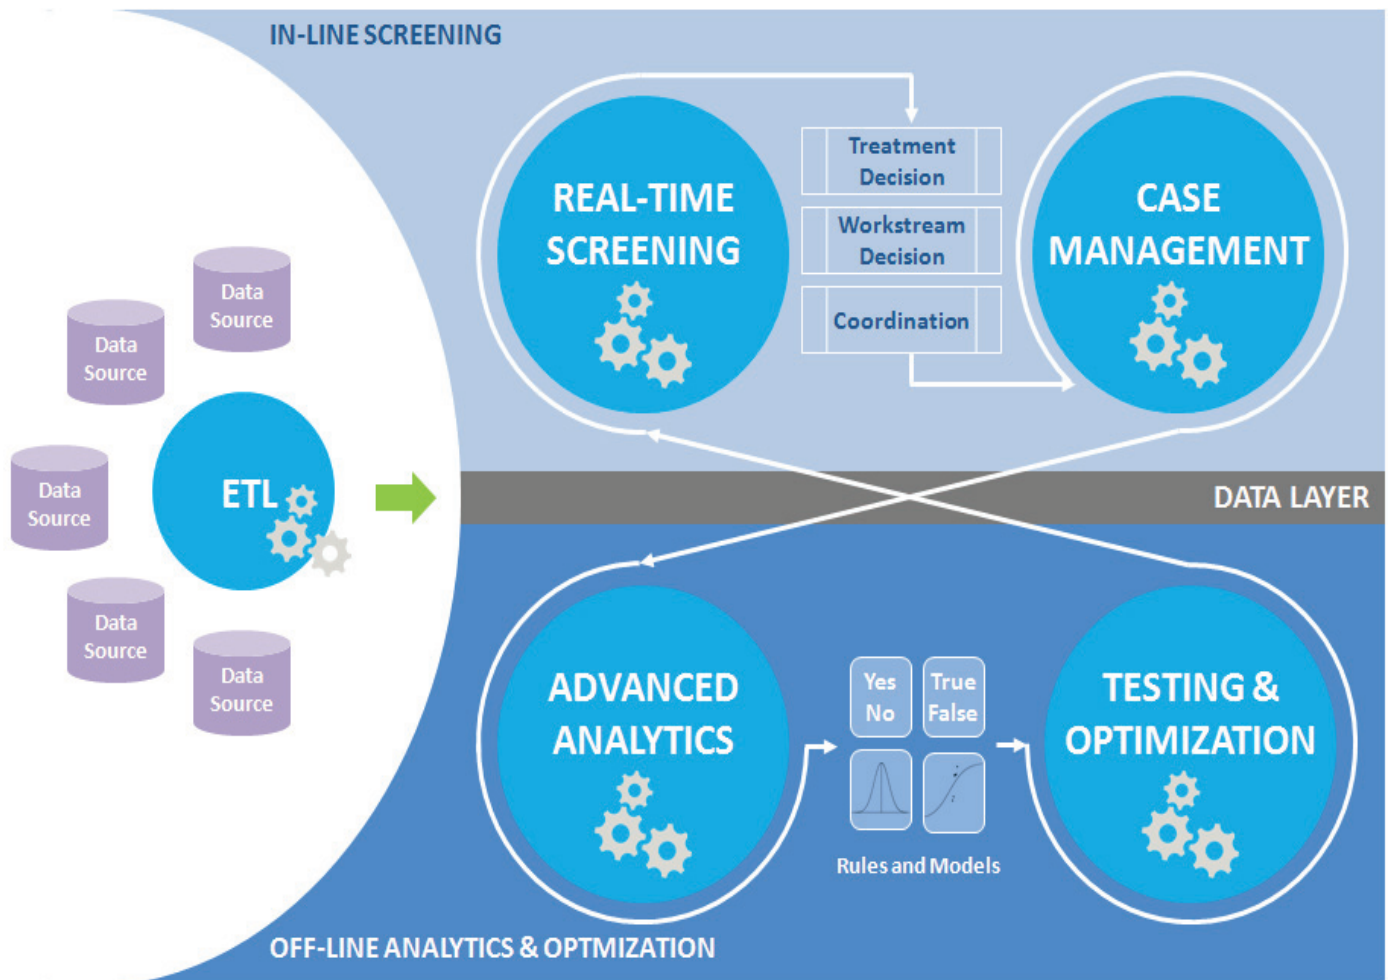 IN-LINE SCREENING
REAL-TIME
SCREENING
Treatment
Decision
Workstream
Decision
Coordination
CASE
MANAGEMENT
Data
Source
Data
Source
Data
Source
Data
Source
Data
Source
ETL
DATA LAYER
ADVANCED
ANALYTICS
Yes
No
True
False
Rules and Models
TESTING &
OPTIMIZATION
OFF-LINE ANALYTICS & OPTMIZATION